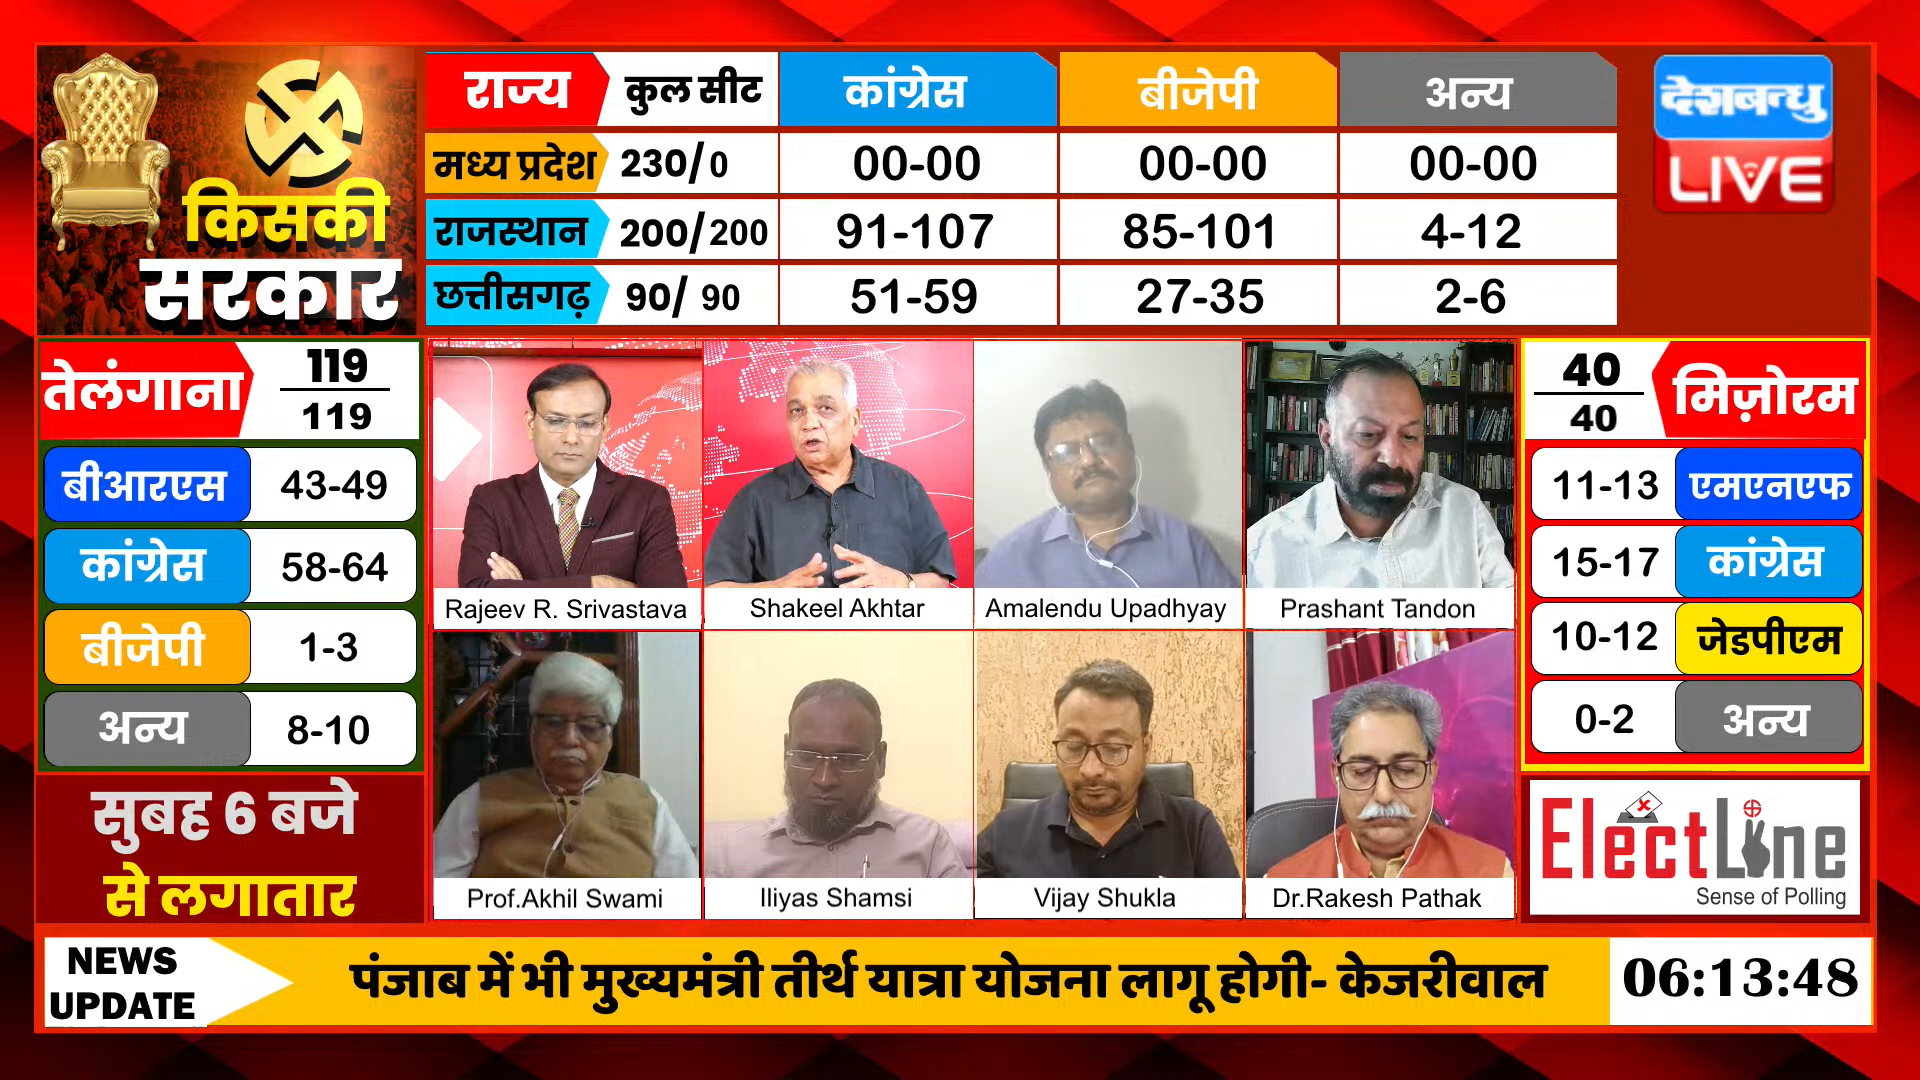 किसकी
सरकार
राज्य कुल सीट कांग्रेस बीजेपी अन्य
मध्य प्रदेश 230/0 00-00 00-00 00-00
राजस्थान 200/200 91-107 85-101 4-12
छत्तीसगढ़ 90/ 90 51-59 27-35 2-6
देशबन्धु
LIVE
तेलंगाना 119
119
बीआरएस 43-49
कांग्रेस 58-64
बीजेपी 1-3
अन्य 8-10
सुबह 6 बजे
से लगातार
Rajeev R. Srivastava
Shakeel Akhtar
Amalendu Upadhyay
Prashant Tandon
Prof.Akhil Swami
Iliyas Shamsi
Vijay Shukla
Dr.Rakesh Pathak
40
40 मिज़ोरम
11-13 एमएनएफ
15-17 कांग्रेस
10-12 जेडपीएम
0-2 अन्य
ElectLine
Sense of Polling
NEWS
UPDATE
पंजाब में भी मुख्यमंत्री तीर्थ यात्रा योजना लागू होगी- केजरीवाल
06:13:48